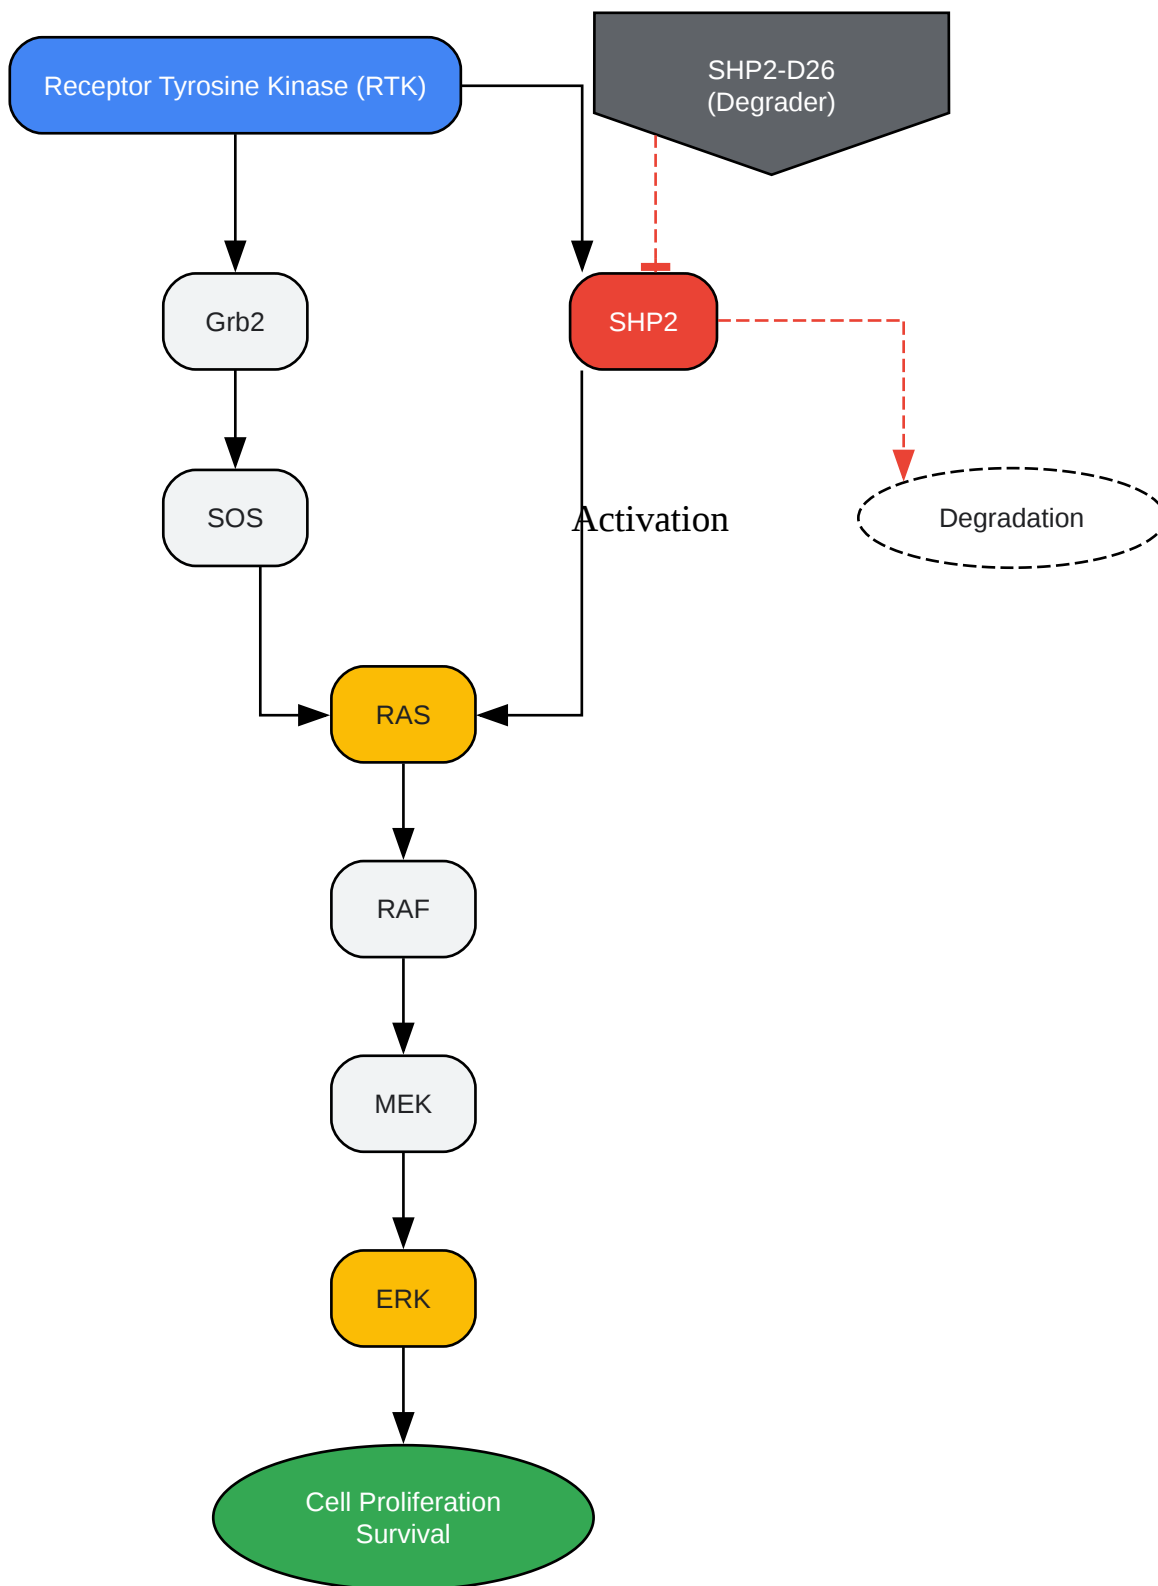 Receptor Tyrosine Kinase (RTK)
SHP2-D26
(Degrader)
Grb2
SHP2
SOS
Activation
Degradation
RAS
RAF
MEK
ERK
Cell Proliferation
Survival